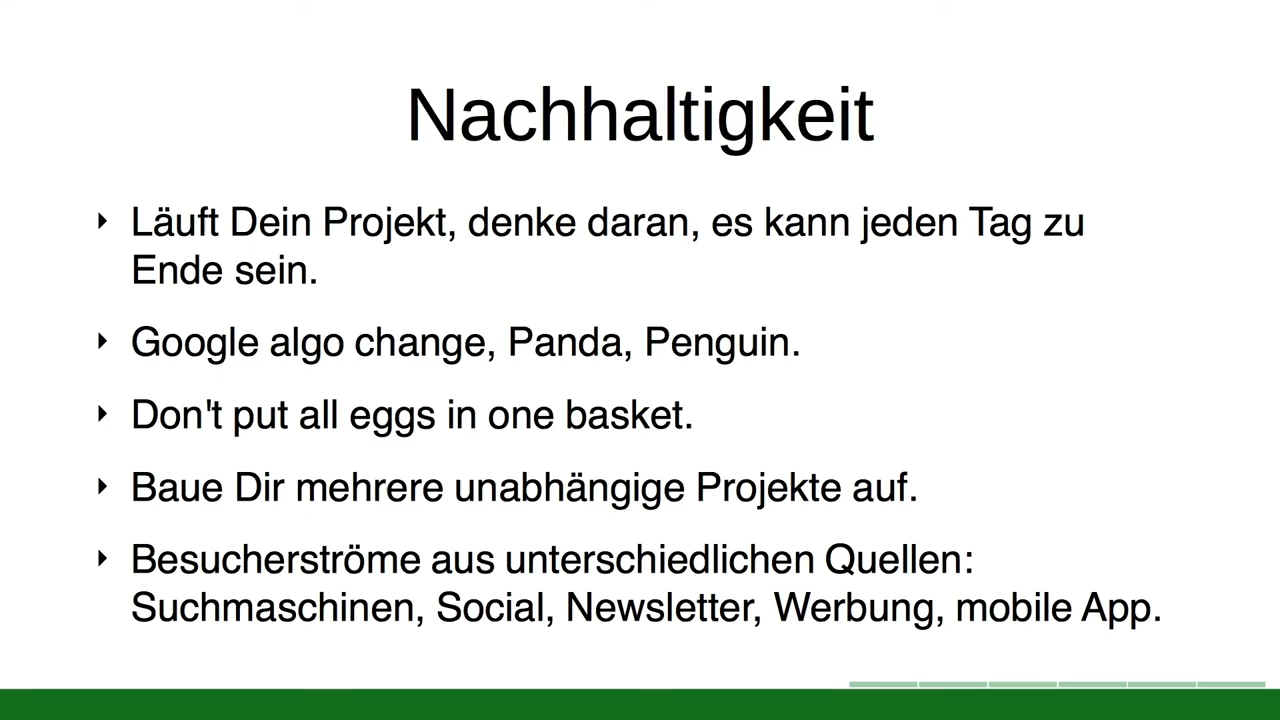 Nachhaltigkeit
‣ Läuft Dein Projekt, denke daran, es kann jeden Tag zu
Ende sein.
‣ Google algo change, Panda, Penguin.
‣ Don't put all eggs in one basket.
‣ Baue Dir mehrere unabhängige Projekte auf.
‣ Besucherströme aus unterschiedlichen Quellen:
Suchmaschinen, Social, Newsletter, Werbung, mobile App.